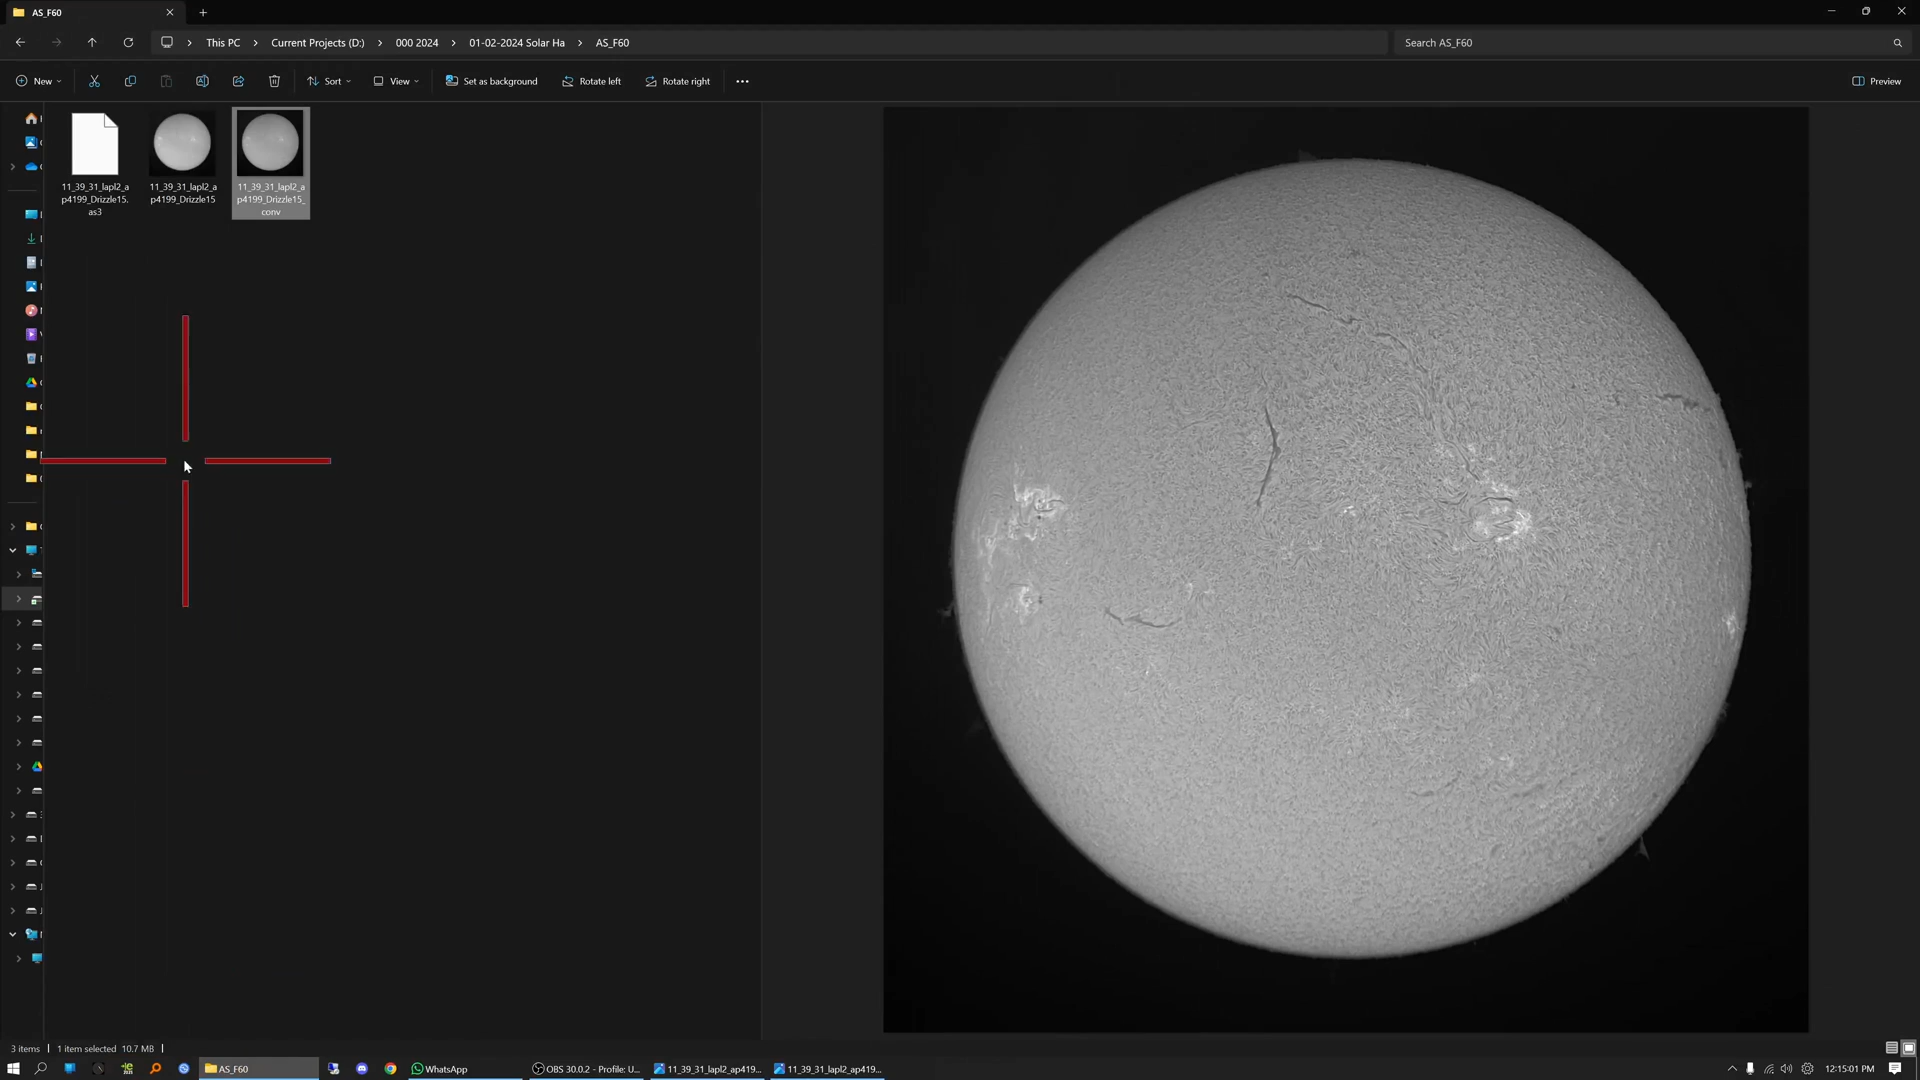 AS_F60
This PC > Current Projects (D:) > 000 2024 > 01-02-2024 Solar Ha > AS_F60
Search AS_F60
New
Sort
View
Set as background
Rotate left
Rotate right
Preview
11_39_31_lapl2_a
p4199_Drizzle15.
as3
11_39_31_lapl2_a
p4199_Drizzle15
11_39_31_lapl2_a
p4199_Drizzle15_
conv
3 items
1 item selected 10.7 MB
AS_F60
WhatsApp
OBS 30.0.2 - Profile: U...
11_39_31_lapl2_ap419...
11_39_31_lapl2_ap419...
12:15:01 PM